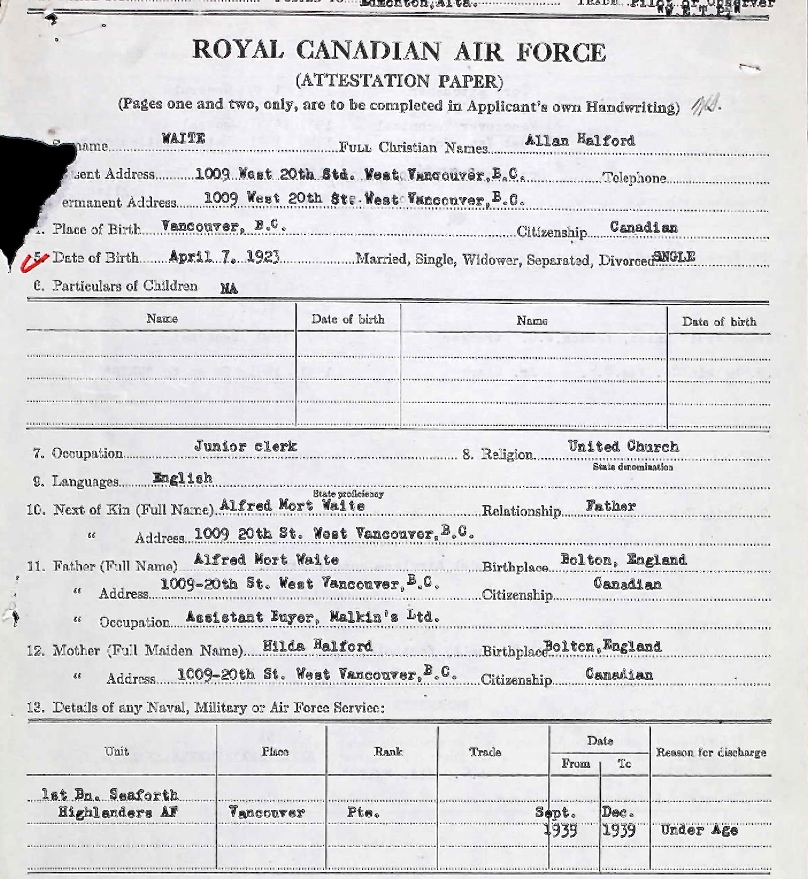 Edmonton, Alta. TRADE Pilot or Observer
ROYAL CANADIAN AIR FORCE
(ATTESTATION PAPER)
(Pages one and two, only, are to be completed in Applicant's own Handwriting)
name WAITE FULL Christian Names Allan Halford
sent Address 1009 West 20th Std. West Vancouver, B.C. Telephone
ermanent Address 1009 West 20th St. West Vancouver, B.C.
Place of Birth Vancouver, B.C. Citizenship Canadian
5. Date of Birth April 7, 1923 Married, Single, Widower, Separated, Divorced SNGLE
6. Particulars of Children NA
Name Date of birth Name Date of birth
7. Occupation Junior clerk 8. Religion United Church
State denomination
9. Languages English
State proficiency
10. Next of Kin (Full Name) Alfred Mort Waite Relationship Father
" Address 1009 20th St. West Vancouver, B.C.
11. Father (Full Name) Alfred Mort Waite Birthplace Bolton, England
" Address 1009-20th St. West Vancouver, B.C. Citizenship Canadian
" Occupation Assistant Buyer, Malkin's Ltd.
12. Mother (Full Maiden Name) Hilda Halford Birthplace Bolton, England
" Address 1009-20th St. West Vancouver, B.C. Citizenship Canadian
13. Details of any Naval, Military or Air Force Service:
Unit Place Rank Trade Date Reason for discharge
From To
1st Bn. Seaforth
Highlanders AF Vancouver Pte. Sept. Dec.
1939 1939 Under Age